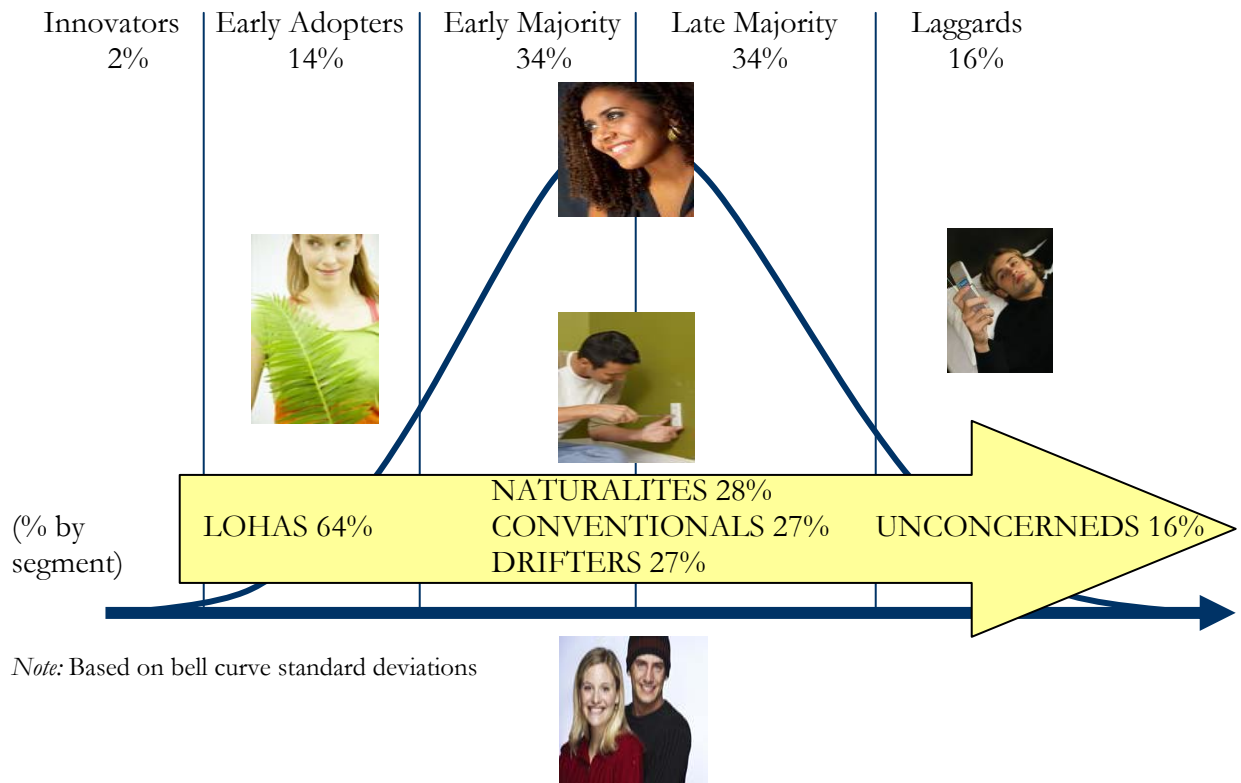 Innovators
2%
Early Adopters
14%
Early Majority
34%
Late Majority
34%
Laggards
16%
(% by
segment)
LOHAS 64%
NATURALITES 28%
CONVENTIONALS 27%
DRIFTERS 27%
UNCONCERNEDS 16%
Note: Based on bell curve standard deviations